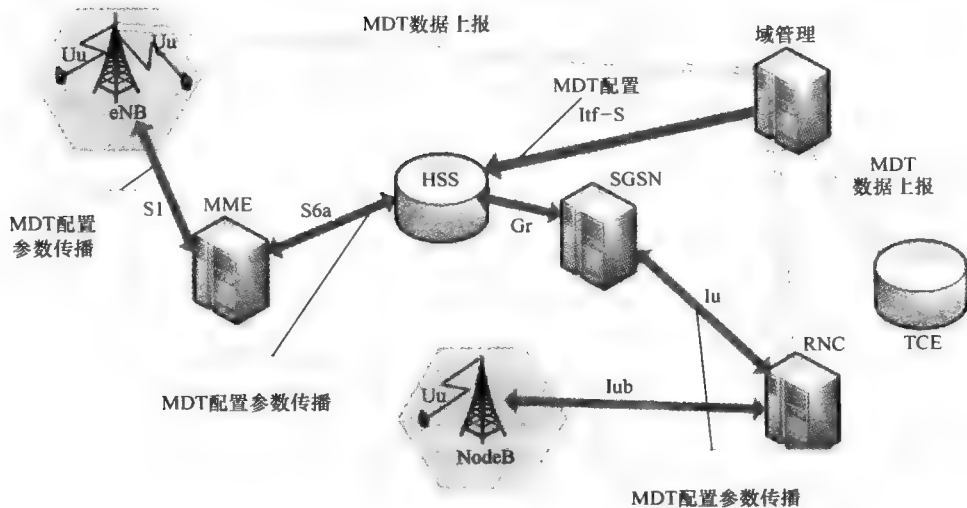 MDT数据上报
域管理
Uu
Uu
eNB
MDT配置
Itf-S
HSS
SGSN
MDT
数据上报
MDT配置
参数传播
S1
MME
S6a
Gr
Iu
TCE
RNC
MDT配置参数传播
Uu
Iub
NodeB
MDT配置参数传播